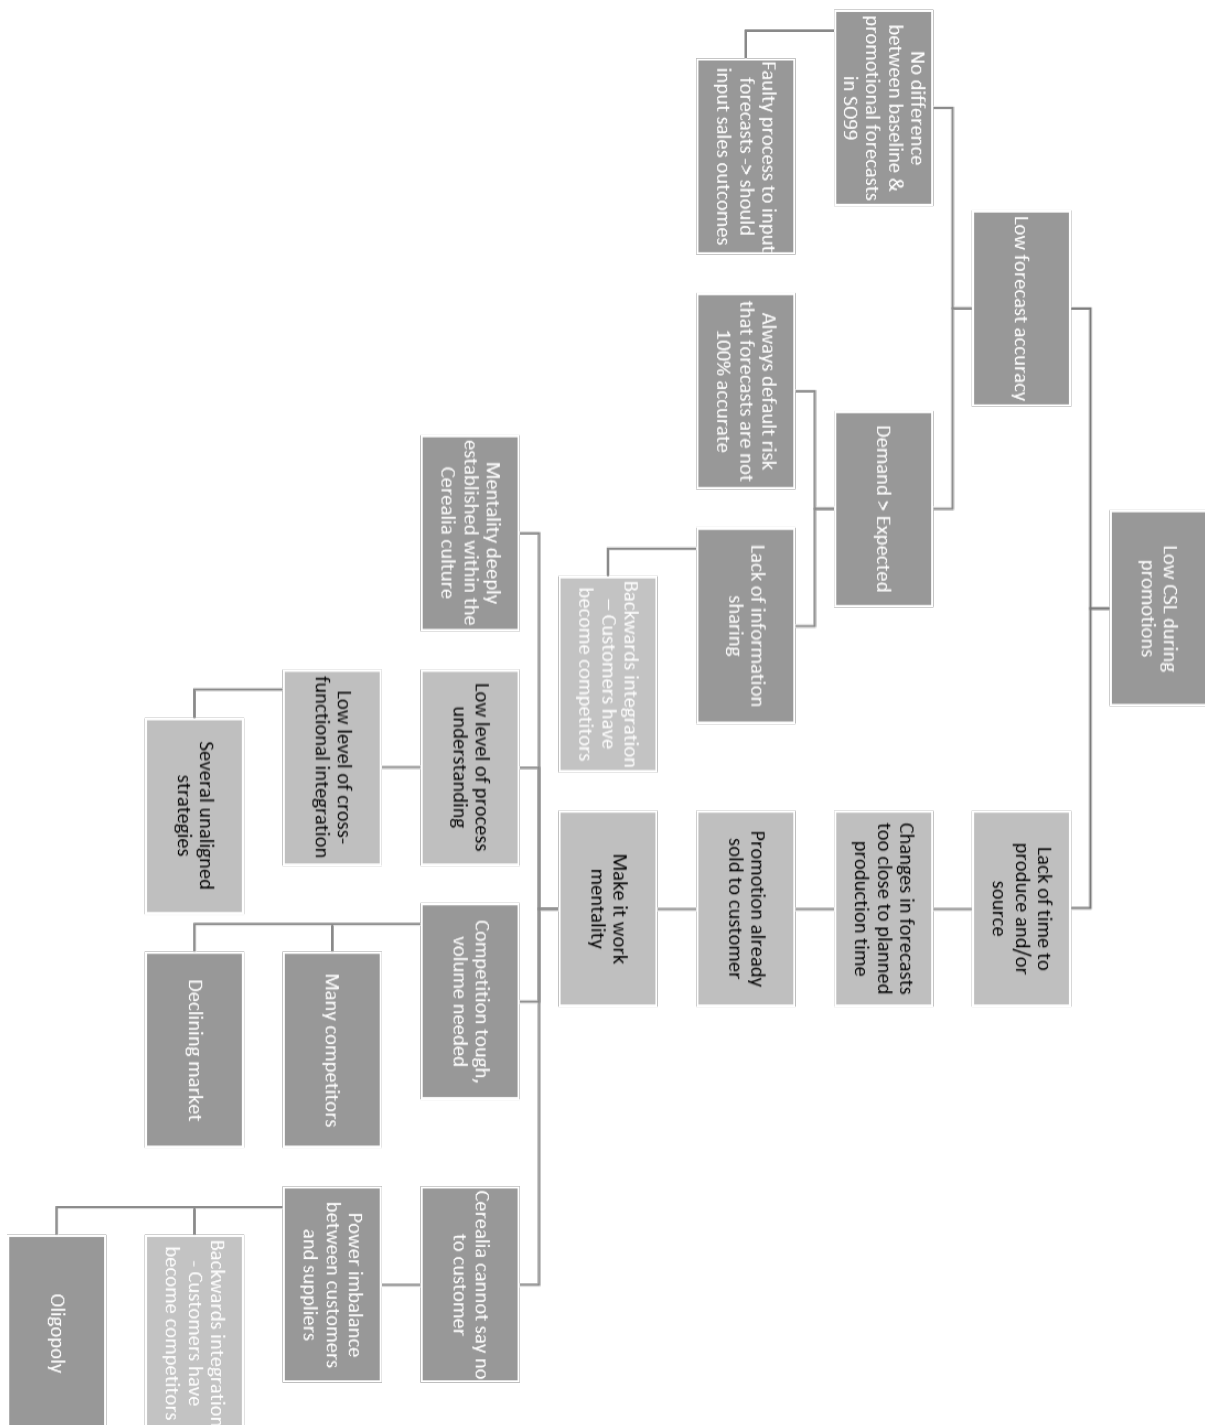 Low CSL during
promotions
Low forecast accuracy
No difference
between baseline &
promotional forecasts
in SO99
Faulty process to input
forecasts -> should
input sales outcomes
Demand > Expected
Always default risk
that forecasts are not
100% accurate
Lack of information
sharing
Backwards integration
– Customers have
become competitors
Lack of time to
produce and/or
source
Changes in forecasts
too close to planned
production time
Promotion already
sold to customer
Make it work
mentality
Mentality deeply
established within the
Cerealia culture
Low level of process
understanding
Low level of cross-
functional integration
Several unaligned
strategies
Competition tough,
volume needed
Many competitors
Declining market
Cerealia cannot say no
to customer
Power imbalance
between customers
and suppliers
Backwards integration
- Customers have
become competitors
Oligopoly